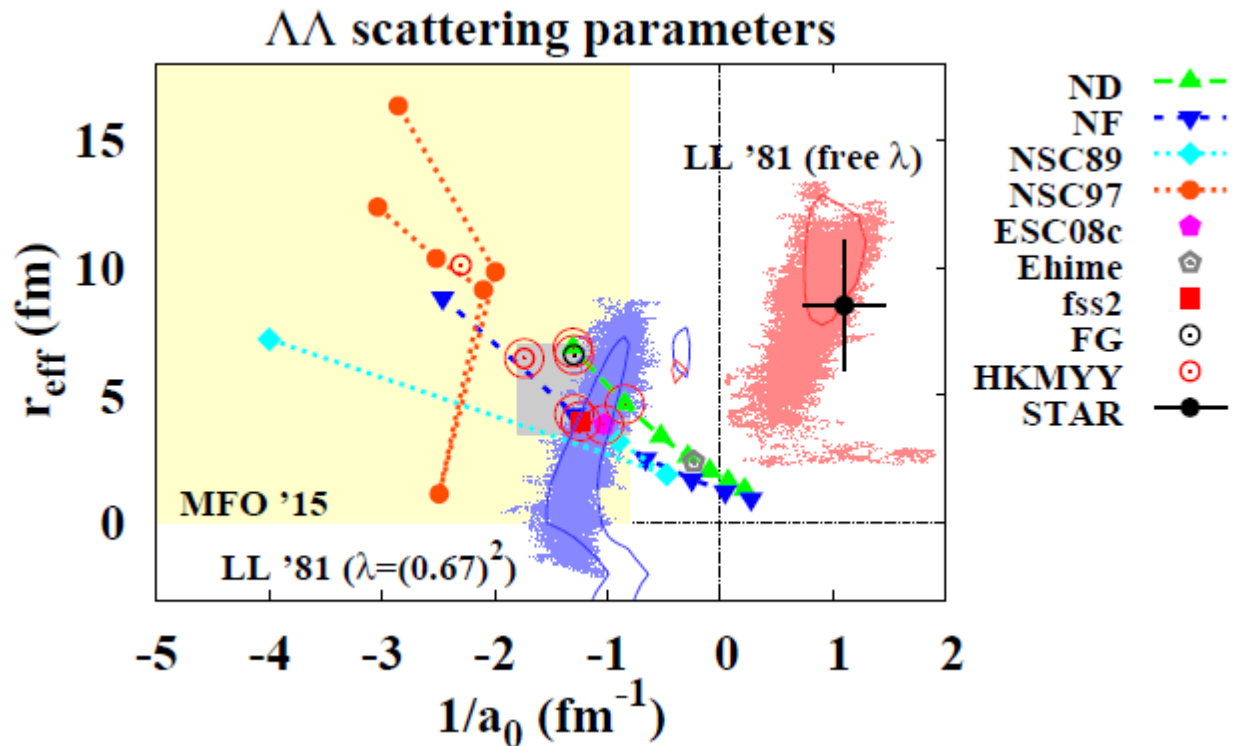 ΛΛ scattering parameters
15
10
5
0
r_eff (fm)
LL '81 (free λ)
MFO '15
LL '81 (λ=(0.67)^2)
-5 -4 -3 -2 -1 0 1 2
1/a_0 (fm^-1)
ND
NF
NSC89
NSC97
ESC08c
Ehime
fss2
FG
HKMYY
STAR